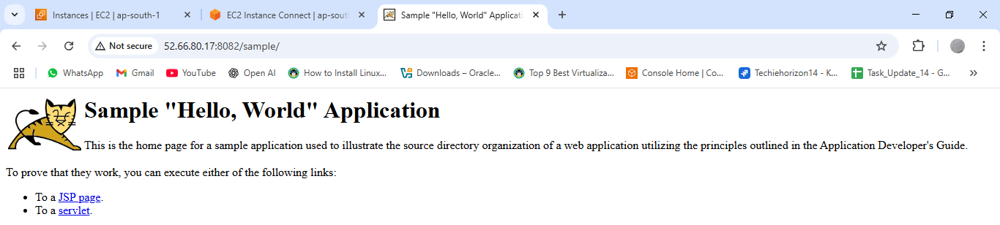 Instances | EC2 | ap-south-1
EC2 Instance Connect | ap-sout
Sample "Hello, World" Applicati
Not secure
52.66.80.17:8082/sample/
WhatsApp
Gmail
YouTube
Open AI
How to Install Linux...
Downloads – Oracle...
Top 9 Best Virtualiza...
Console Home | Co...
Techiehorizon14 - K...
Task_Update_14 - G...
Sample "Hello, World" Application
This is the home page for a sample application used to illustrate the source directory organization of a web application utilizing the principles outlined in the Application Developer's Guide.
To prove that they work, you can execute either of the following links:
• To a JSP page.
• To a servlet.